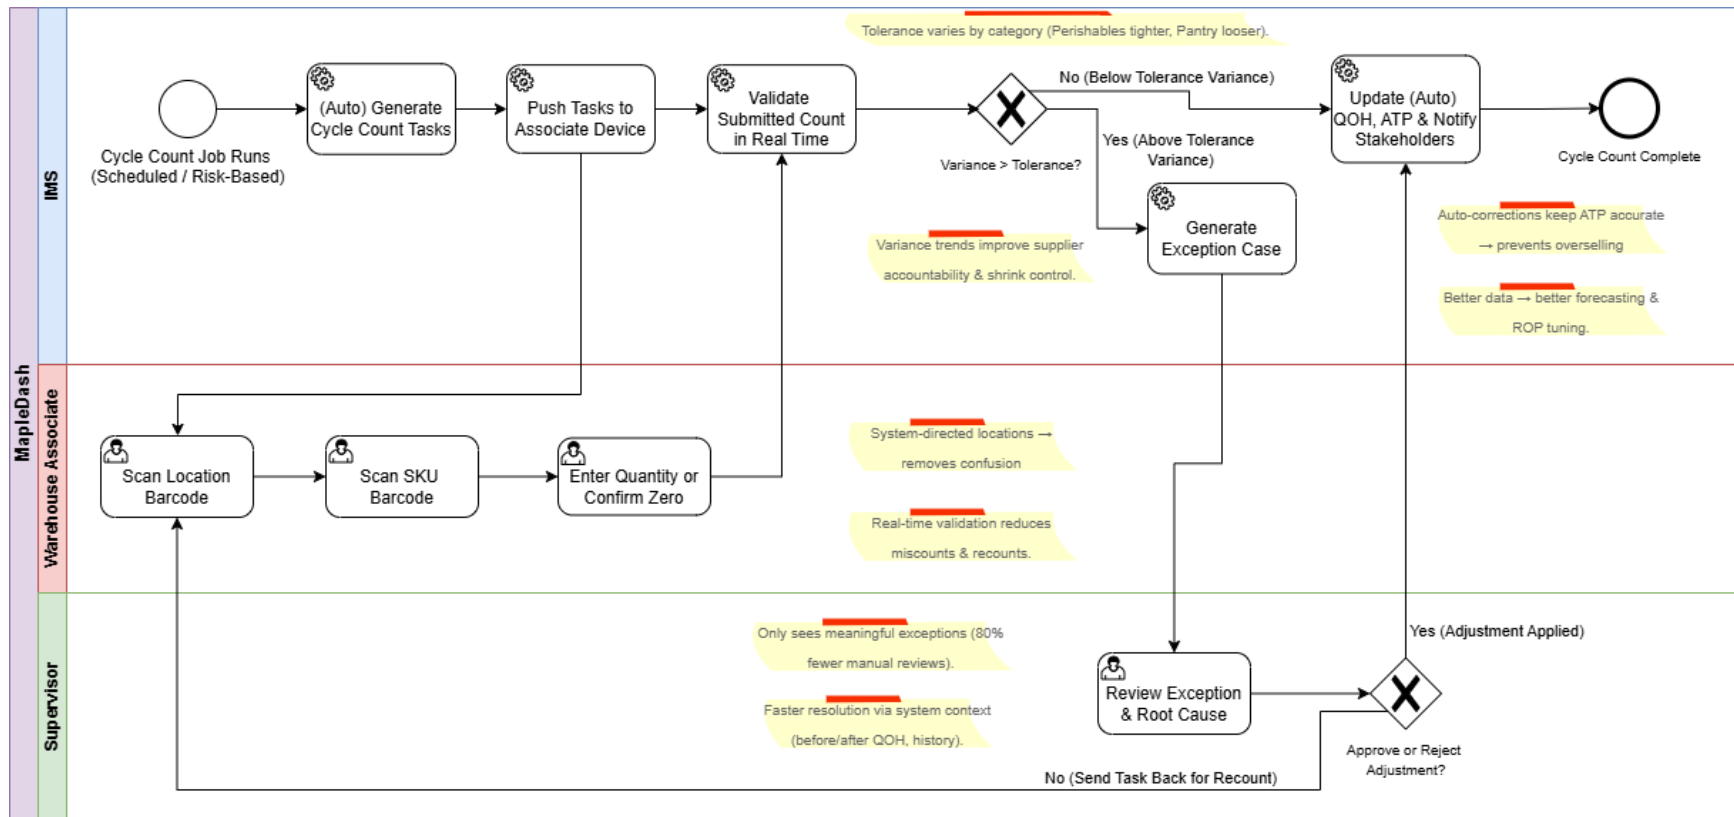 MapleDash
IMS
Warehouse Associate
Supervisor
Tolerance varies by category (Perishables tighter, Pantry looser).
Cycle Count Job Runs
(Scheduled / Risk-Based)
(Auto) Generate
Cycle Count Tasks
Push Tasks to
Associate Device
Validate
Submitted Count
in Real Time
Variance > Tolerance?
No (Below Tolerance Variance)
Yes (Above Tolerance
Variance)
Update (Auto)
QOH, ATP & Notify
Stakeholders
Cycle Count Complete
Generate
Exception Case
Variance trends improve supplier
accountability & shrink control.
Auto-corrections keep ATP accurate
→ prevents overselling
Better data → better forecasting &
ROP tuning.
Scan Location
Barcode
Scan SKU
Barcode
Enter Quantity or
Confirm Zero
System-directed locations →
removes confusion
Real-time validation reduces
miscounts & recounts.
Only sees meaningful exceptions (80%
fewer manual reviews).
Faster resolution via system context
(before/after QOH, history).
Review Exception
& Root Cause
Yes (Adjustment Applied)
Approve or Reject
Adjustment?
No (Send Task Back for Recount)